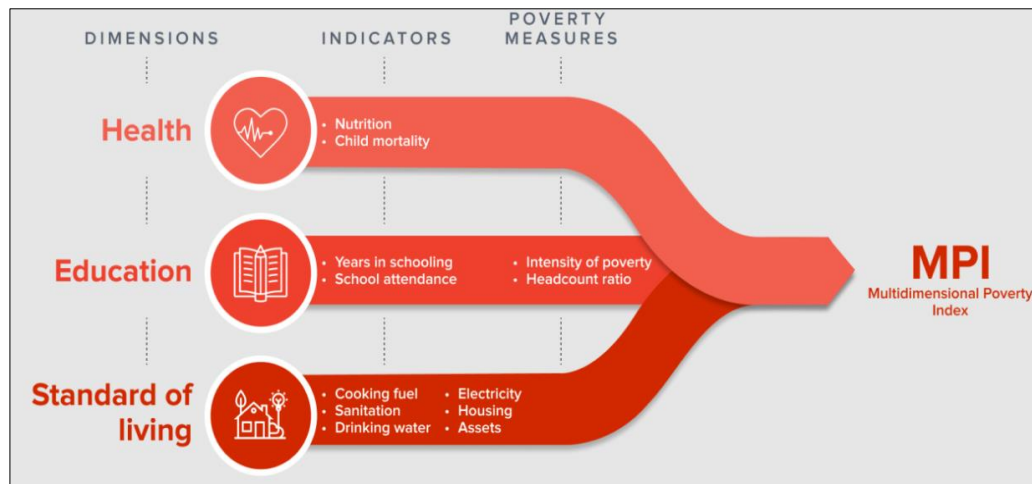 DIMENSIONS
INDICATORS
POVERTY
MEASURES
Health
• Nutrition
• Child mortality
Education
• Years in schooling
• School attendance
• Intensity of poverty
• Headcount ratio
Standard of
living
• Cooking fuel
• Sanitation
• Drinking water
• Electricity
• Housing
• Assets
MPI
Multidimensional Poverty
Index